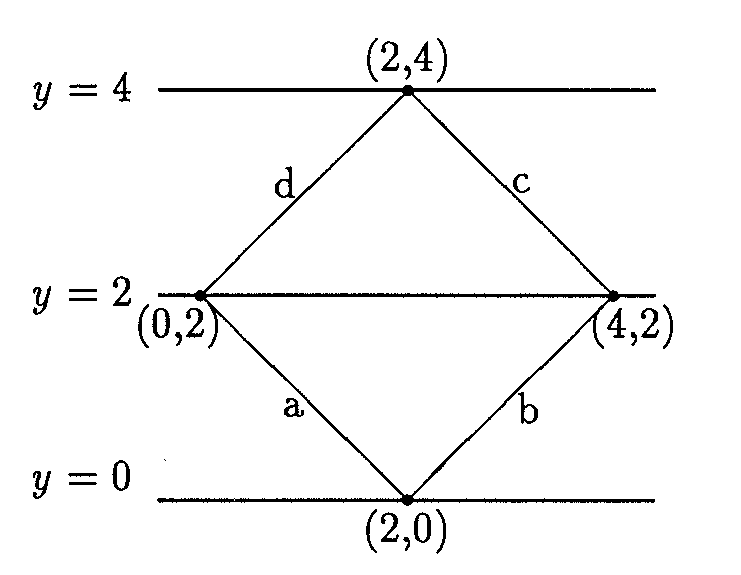 (2,4)
y = 4
d
c
y = 2
(0,2)
(4,2)
a
b
y = 0
(2,0)